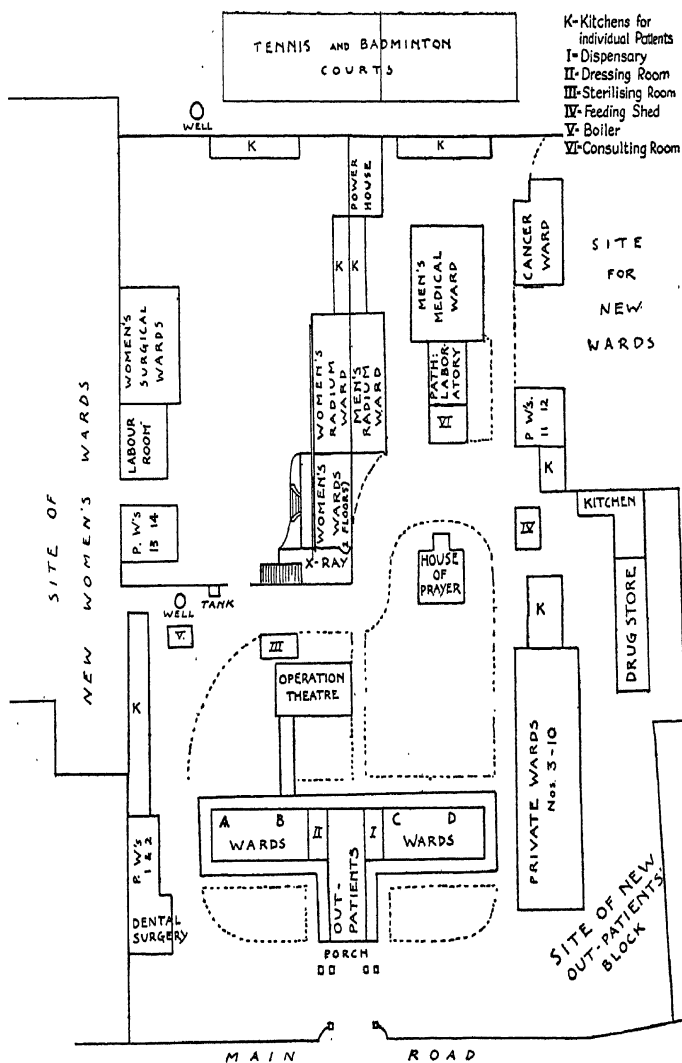 TENNIS AND BADMINTON
COURTS
K-Kitchens for
individual Patients
I-Dispensary
II-Dressing Room
III-Sterilising Room
IV-Feeding Shed
V-Boiler
VI-Consulting Room
WELL
K
K
POWER
HOUSE
CANCER
WARD
SITE
FOR
NEW
WARDS
K
K
MEN'S
MEDICAL
WARD
WOMEN'S
SURGICAL
WARDS
WOMEN'S
RADIUM
WARD
MEN'S
RADIUM
WARD
PATH:
LABOR-
ATORY
VI
P W's.
11 12
K
LABOUR
ROOM
WOMEN'S
WARDS
(2 FLOORS)
X-RAY
KITCHEN
IV
P. W's
13 14
SITE OF
NEW WOMEN'S WARDS
HOUSE
OF
PRAYER
K
DRUG STORE
TANK
WELL
V.
III
OPERATION
THEATRE
K
PRIVATE WARDS
Nos. 3-10
A B
WARDS
II
OUT-
PATIENTS
I
C D
WARDS
P. W's
1 & 2
DENTAL
SURGERY
PORCH
SITE OF NEW
OUT-PATIENTS'
BLOCK
MAIN ROAD